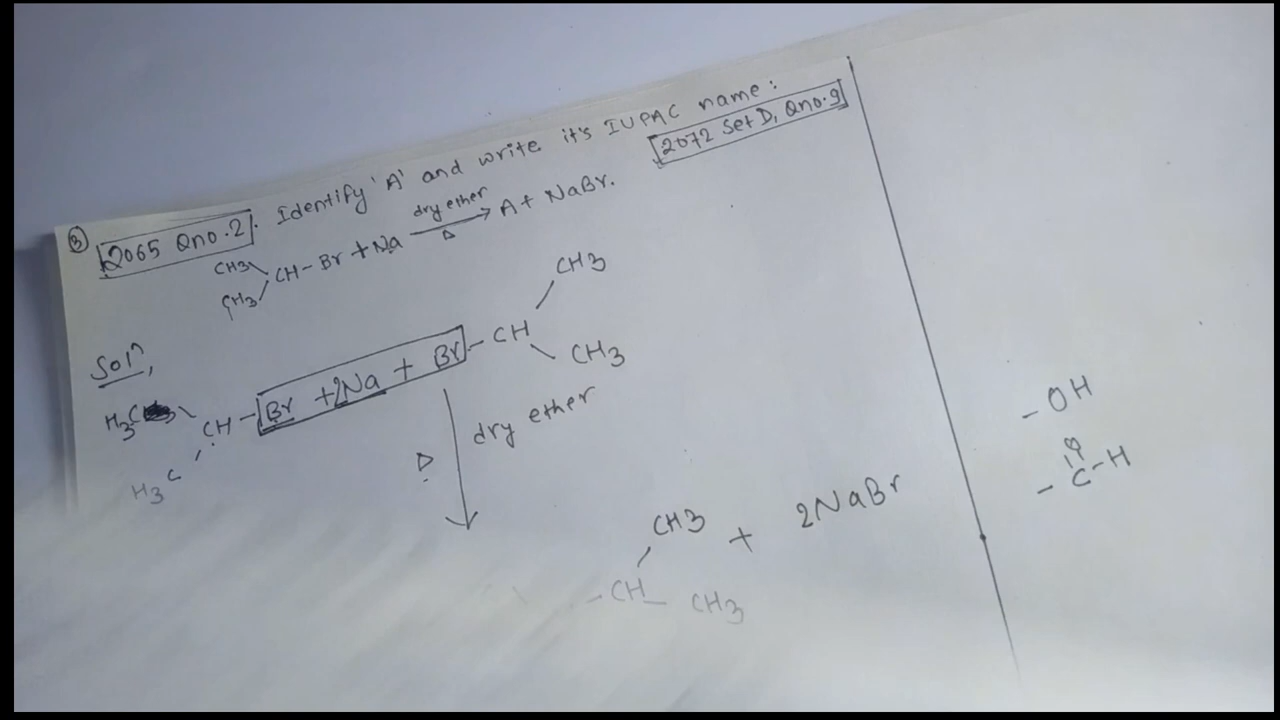 ③ 2065 Qno.2. Identify 'A' and write it's IUPAC name:
2072 Set D, Qno.9
CH3\
CH-Br + Na dry ether → A + NaBr.
CH3/ Δ
Soln,
CH3
H3C\ CH - Br + 2Na + Br - CH
H3C / CH3
Δ dry ether
CH3
- CH - CH3 + 2NaBr
- OH
O
- C - H